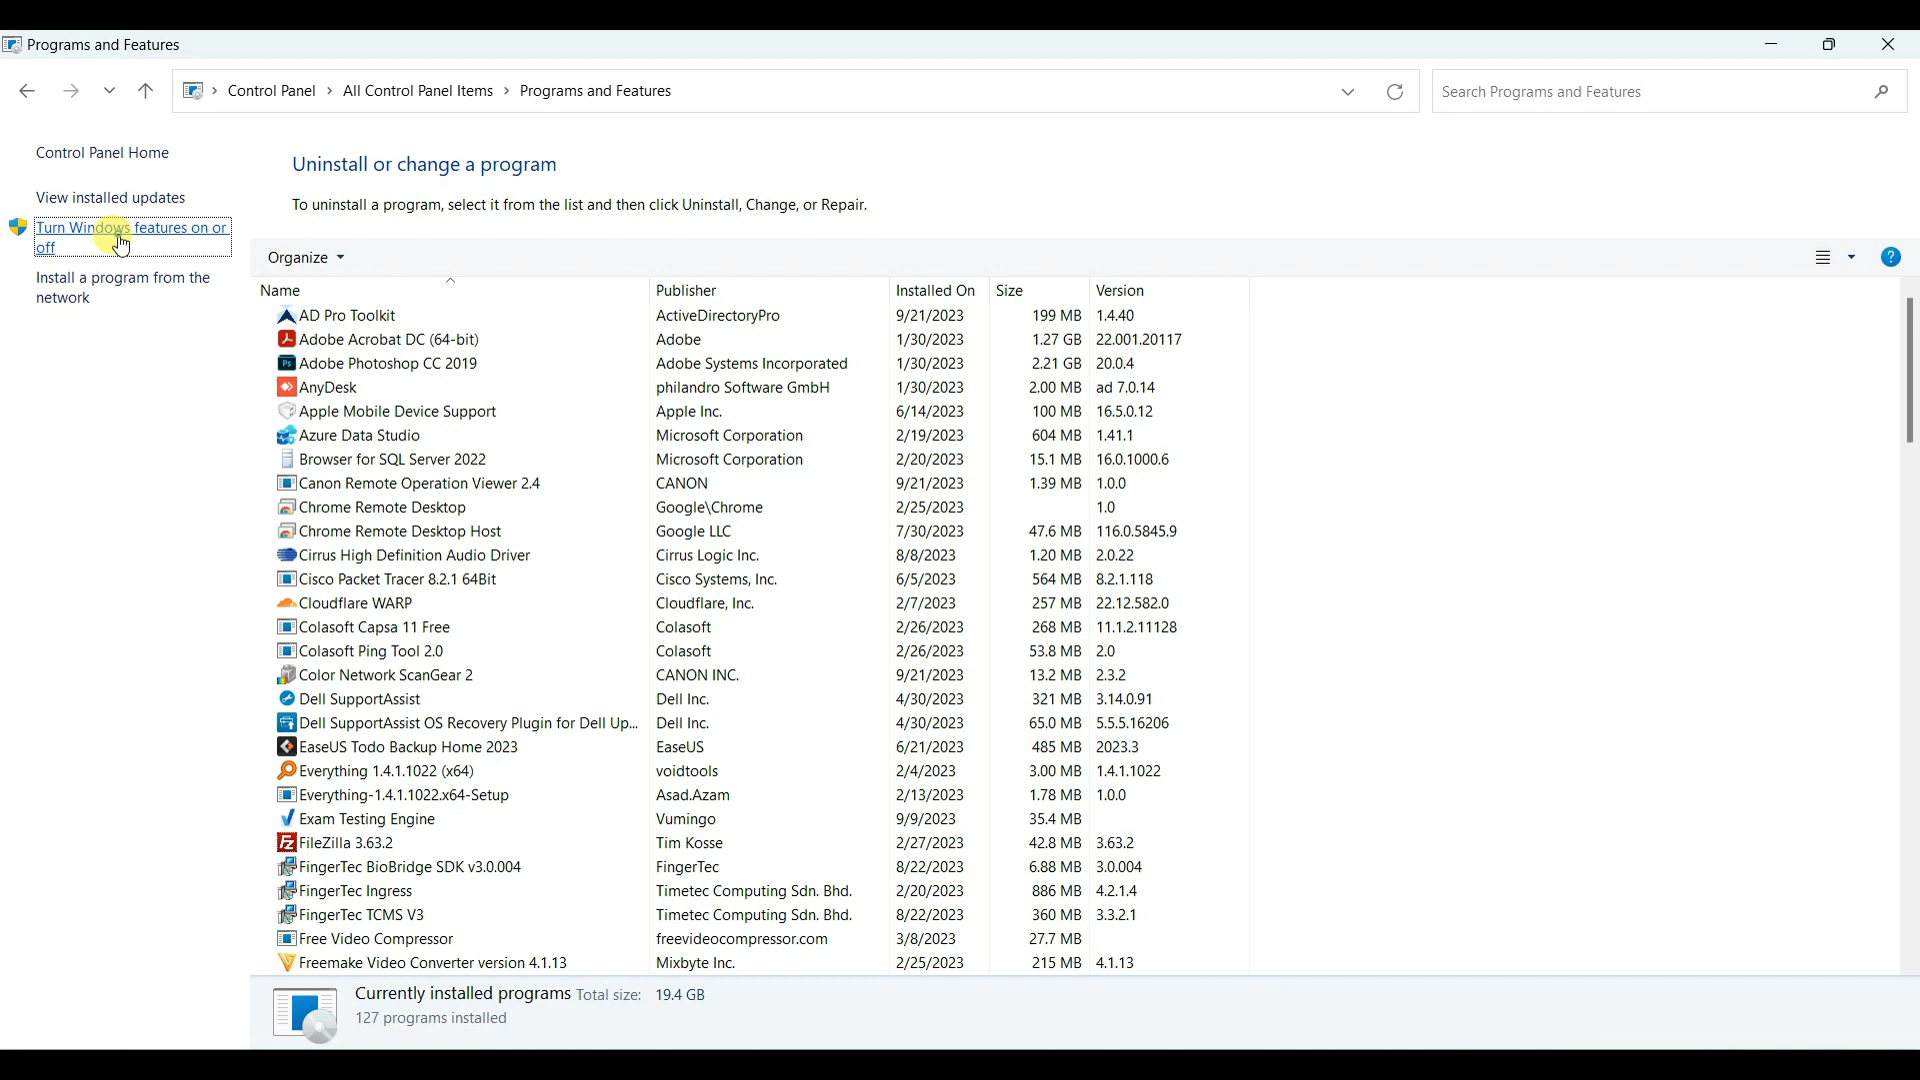 Programs and Features
Control Panel > All Control Panel Items > Programs and Features
Search Programs and Features
Control Panel Home
View installed updates
Turn Windows features on or
off
Install a program from the
network
Uninstall or change a program
To uninstall a program, select it from the list and then click Uninstall, Change, or Repair.
Organize
?
Name Publisher Installed On Size Version
AD Pro Toolkit ActiveDirectoryPro 9/21/2023 199 MB 1.4.40
Adobe Acrobat DC (64-bit) Adobe 1/30/2023 1.27 GB 22.001.20117
Ps Adobe Photoshop CC 2019 Adobe Systems Incorporated 1/30/2023 2.21 GB 20.0.4
AnyDesk philandro Software GmbH 1/30/2023 2.00 MB ad 7.0.14
Apple Mobile Device Support Apple Inc. 6/14/2023 100 MB 16.5.0.12
Azure Data Studio Microsoft Corporation 2/19/2023 604 MB 1.41.1
Browser for SQL Server 2022 Microsoft Corporation 2/20/2023 15.1 MB 16.0.1000.6
Canon Remote Operation Viewer 2.4 CANON 9/21/2023 1.39 MB 1.0.0
Chrome Remote Desktop Google\Chrome 2/25/2023 1.0
Chrome Remote Desktop Host Google LLC 7/30/2023 47.6 MB 116.0.5845.9
Cirrus High Definition Audio Driver Cirrus Logic Inc. 8/8/2023 1.20 MB 2.0.22
Cisco Packet Tracer 8.2.1 64Bit Cisco Systems, Inc. 6/5/2023 564 MB 8.2.1.118
Cloudflare WARP Cloudflare, Inc. 2/7/2023 257 MB 22.12.582.0
Colasoft Capsa 11 Free Colasoft 2/26/2023 268 MB 11.1.2.11128
Colasoft Ping Tool 2.0 Colasoft 2/26/2023 53.8 MB 2.0
Color Network ScanGear 2 CANON INC. 9/21/2023 13.2 MB 2.3.2
Dell SupportAssist Dell Inc. 4/30/2023 321 MB 3.14.0.91
Dell SupportAssist OS Recovery Plugin for Dell Up... Dell Inc. 4/30/2023 65.0 MB 5.5.5.16206
EaseUS Todo Backup Home 2023 EaseUS 6/21/2023 485 MB 2023.3
Everything 1.4.1.1022 (x64) voidtools 2/4/2023 3.00 MB 1.4.1.1022
Everything-1.4.1.1022.x64-Setup Asad.Azam 2/13/2023 1.78 MB 1.0.0
Exam Testing Engine Vumingo 9/9/2023 35.4 MB
Fz FileZilla 3.63.2 Tim Kosse 2/27/2023 42.8 MB 3.63.2
FingerTec BioBridge SDK v3.0.004 FingerTec 8/22/2023 6.88 MB 3.0.004
FingerTec Ingress Timetec Computing Sdn. Bhd. 2/20/2023 886 MB 4.2.1.4
FingerTec TCMS V3 Timetec Computing Sdn. Bhd. 8/22/2023 360 MB 3.3.2.1
Free Video Compressor freevideocompressor.com 3/8/2023 27.7 MB
Freemake Video Converter version 4.1.13 Mixbyte Inc. 2/25/2023 215 MB 4.1.13
Currently installed programs Total size: 19.4 GB
127 programs installed